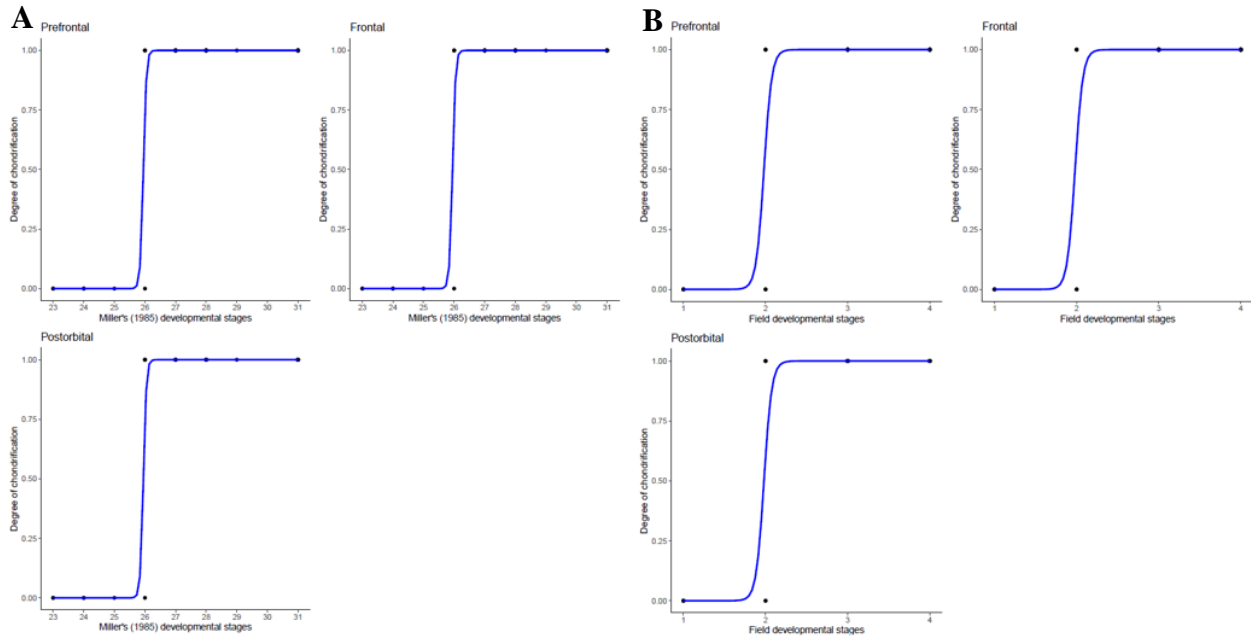 A
Prefrontal
Degree of chondrification
1.00
0.75
0.50
0.25
0.00
23 24 25 26 27 28 29 30 31
Miller's (1985) developmental stages
Frontal
Degree of chondrification
1.00
0.75
0.50
0.25
0.00
23 24 25 26 27 28 29 30 31
Miller's (1985) developmental stages
Postorbital
Degree of chondrification
1.00
0.75
0.50
0.25
0.00
23 24 25 26 27 28 29 30 31
Miller's (1985) developmental stages
B
Prefrontal
Degree of chondrification
1.00
0.75
0.50
0.25
0.00
1 2 3 4
Field developmental stages
Frontal
Degree of chondrification
1.00
0.75
0.50
0.25
0.00
1 2 3 4
Field developmental stages
Postorbital
Degree of chondrification
1.00
0.75
0.50
0.25
0.00
1 2 3 4
Field developmental stages